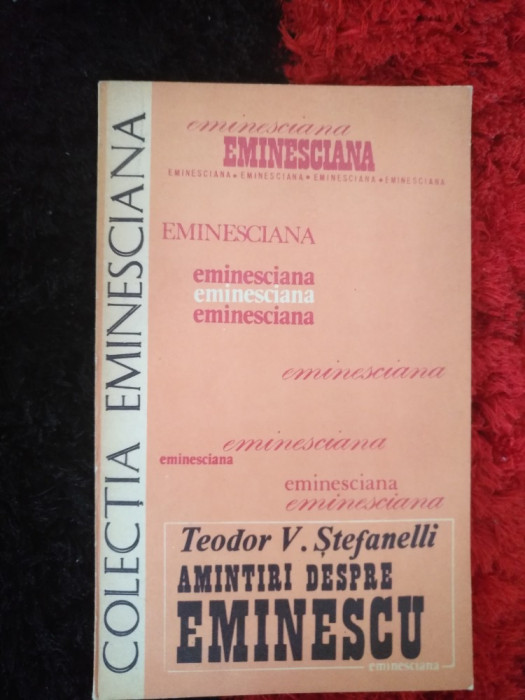 COLECȚIA EMINESCIANA
eminesciana
EMINESCIANA
EMINESCIANA • EMINESCIANA • EMINESCIANA • EMINESCIANA
EMINESCIANA
eminesciana
eminesciana
eminesciana
eminesciana
eminesciana
eminesciana
eminesciana
eminesciana
Teodor V. Ștefanelli
AMINTIRI DESPRE
EMINESCU
eminesciana